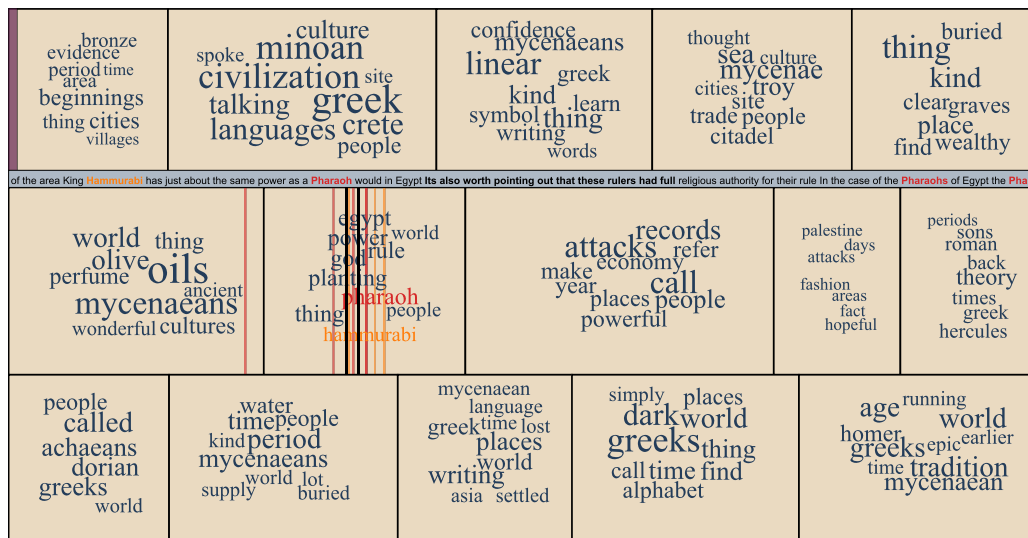 bronze
evidence
period time
area
beginnings
thing cities
villages
culture
minoan
spoke
civilization site
talking greek
languages crete
people
confidence
mycenaeans
linear
greek
kind
learn
symbol thing
writing
words
thought
sea culture
mycenae
cities troy
site
trade people
citadel
buried
thing
kind
clear graves
place
find wealthy
of the area King Hammurabi has just about the same power as a Pharaoh would in Egypt Its also worth pointing out that these rulers had full religious authority for their rule In the case of the Pharaohs of Egypt the Pha
world thing
olive oils
perfume
ancient
mycenaeans
wonderful cultures
egypt
power world
god rule
planting
pharaoh
thing people
hammurabi
records
attacks refer
economy
make call
year
places people
powerful
palestine
days
attacks
fashion
areas
fact
hopeful
periods
sons
roman
back
theory
times
greek
hercules
people
called
achaeans
dorian
greeks
world
water
time people
kind period
mycenaeans
world lot
supply buried
mycenaean
language
greek time lost
places
world
writing
asia settled
simply places
dark world
greeks thing
call time find
alphabet
age running
world
homer greeks epic earlier
time tradition
mycenaean